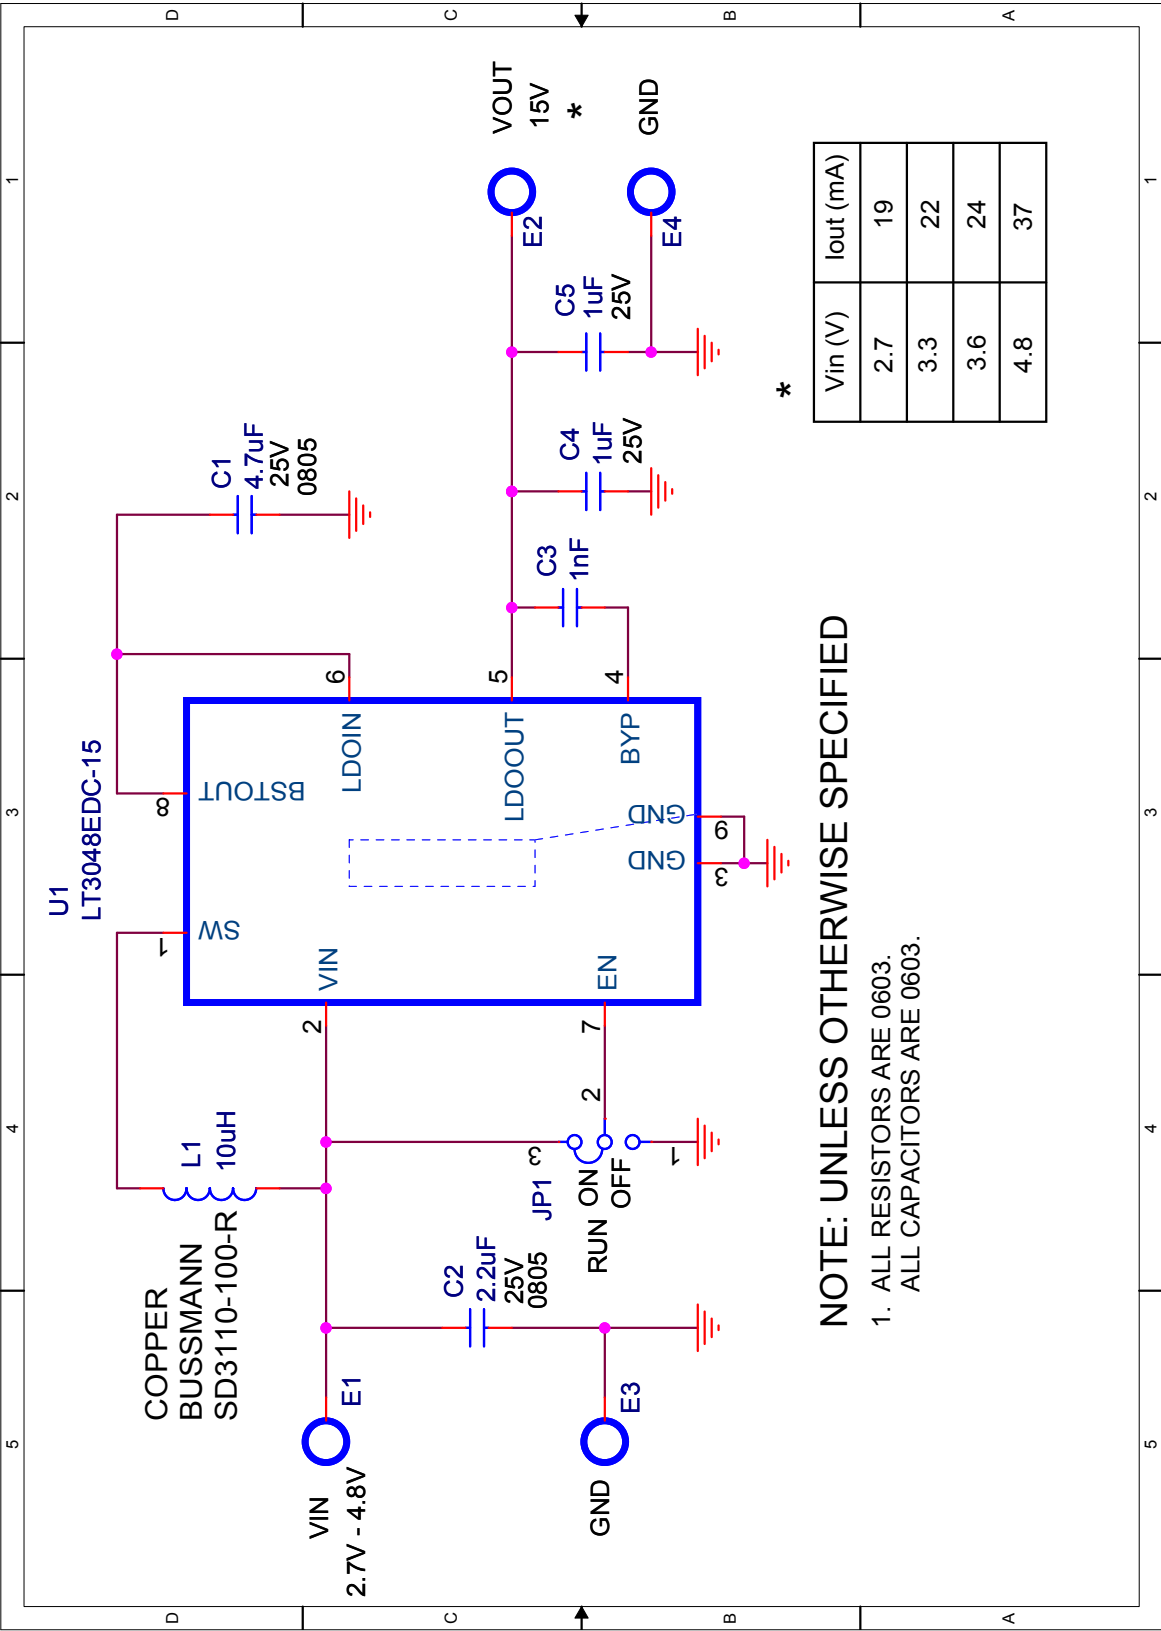 5
4
3
2
1
D
C
B
A
D
C
B
A
5
4
3
2
1
U1
LT3048EDC-15
COPPER
BUSSMANN
SD3110-100-R
L1
10uH
VIN
2.7V - 4.8V
E1
GND
E3
C2
2.2uF
25V
0805
JP1
RUN
ON
OFF
3
2
1
1
SW
8
BSTOUT
2
VIN
7
EN
6
LDOIN
5
LDOOUT
4
BYP
GND
3
GND
9
C1
4.7uF
25V
0805
C3
1nF
C4
1uF
25V
C5
1uF
25V
E2
VOUT
15V
*
E4
GND
*
Vin (V) Iout (mA)
2.7 19
3.3 22
3.6 24
4.8 37
NOTE: UNLESS OTHERWISE SPECIFIED
1. ALL RESISTORS ARE 0603.
ALL CAPACITORS ARE 0603.